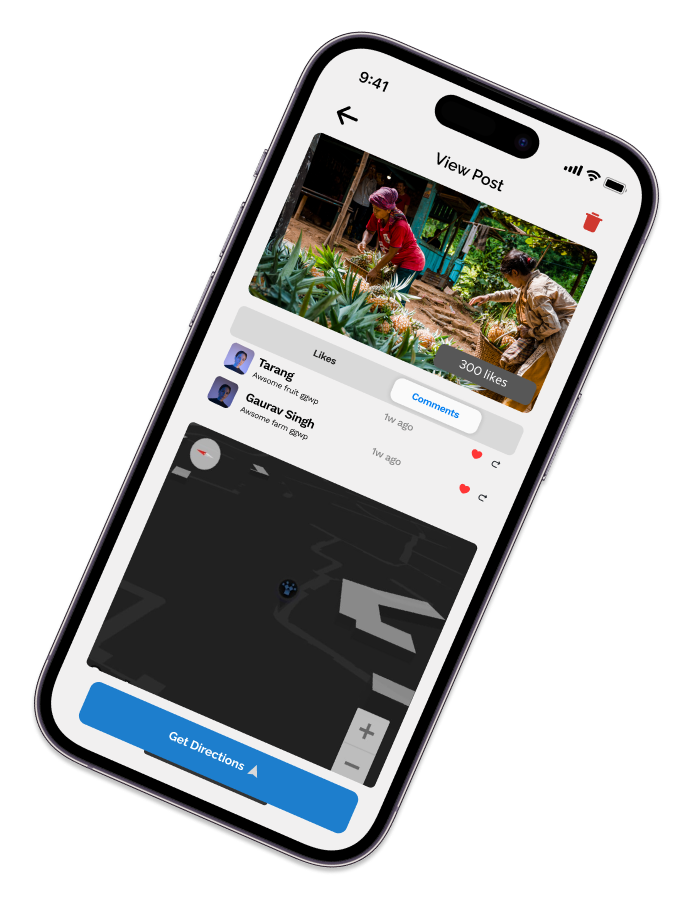 9:41
View Post
300 likes
Likes
Comments
Tarang
Awsome fruit ggwp
1w ago
Gaurav Singh
Awsome farm ggwp
1w ago
Get Directions